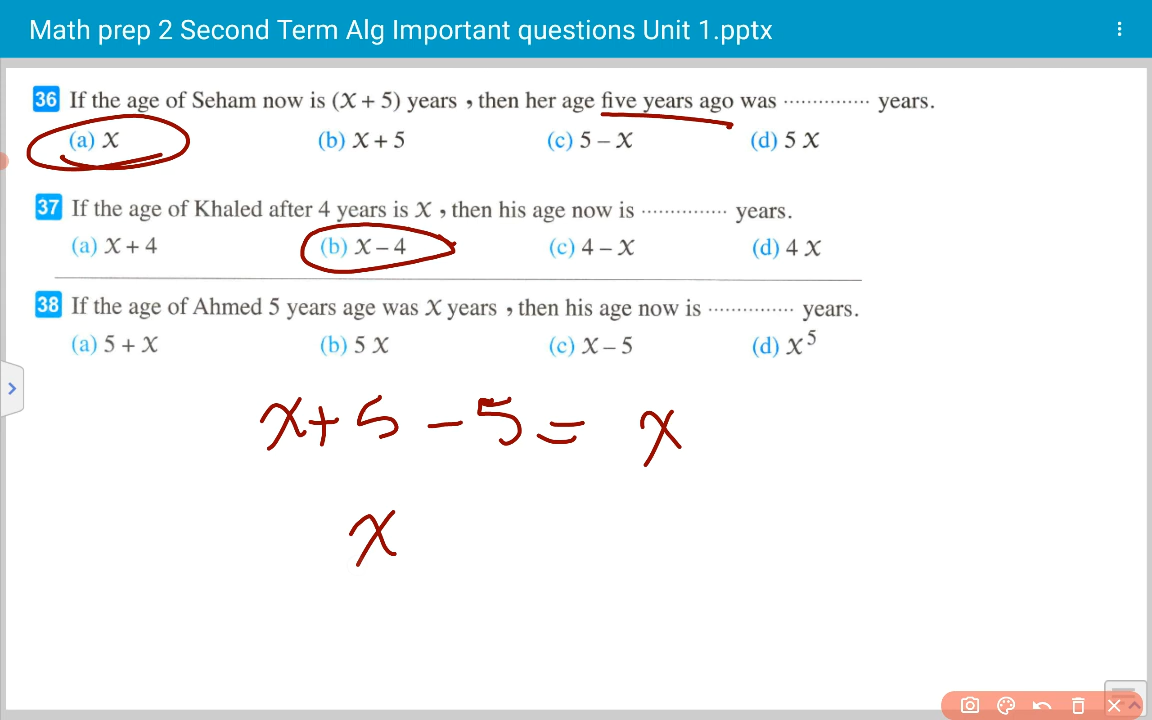 Math prep 2 Second Term Alg Important questions Unit 1.pptx
36 If the age of Seham now is (X + 5) years , then her age five years ago was ............... years.
(a) X (b) X + 5 (c) 5 – X (d) 5 X
37 If the age of Khaled after 4 years is X , then his age now is ............... years.
(a) X + 4 (b) X – 4 (c) 4 – X (d) 4 X
38 If the age of Ahmed 5 years age was X years , then his age now is ............... years.
(a) 5 + X (b) 5 X (c) X – 5 (d) X⁵
x + 5 – 5 = x
x